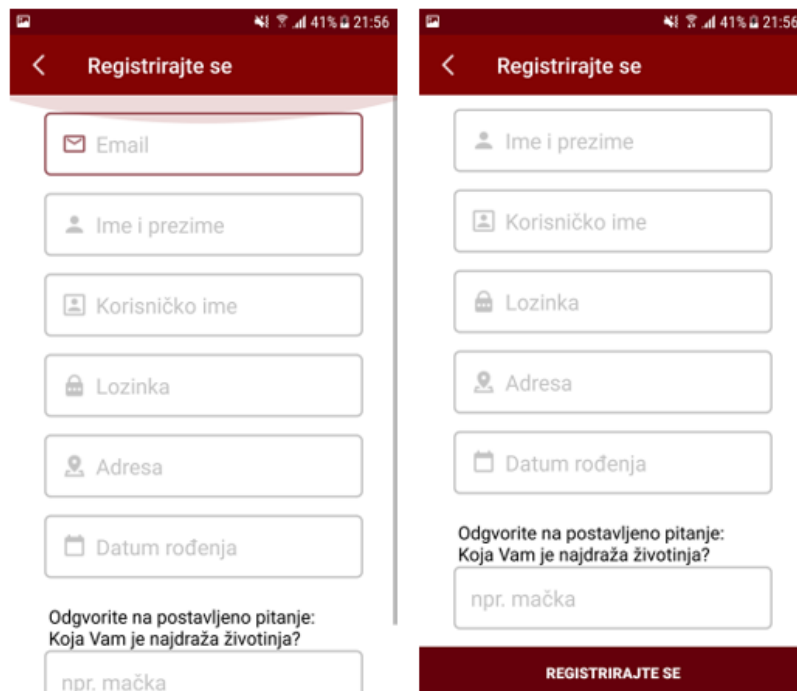 41% 21:56
Registrirajte se
Email
Ime i prezime
Korisničko ime
Lozinka
Adresa
Datum rođenja
Odgvorite na postavljeno pitanje:
Koja Vam je najdraža životinja?
npr. mačka
41% 21:56
Registrirajte se
Ime i prezime
Korisničko ime
Lozinka
Adresa
Datum rođenja
Odgvorite na postavljeno pitanje:
Koja Vam je najdraža životinja?
npr. mačka
REGISTRIRAJTE SE